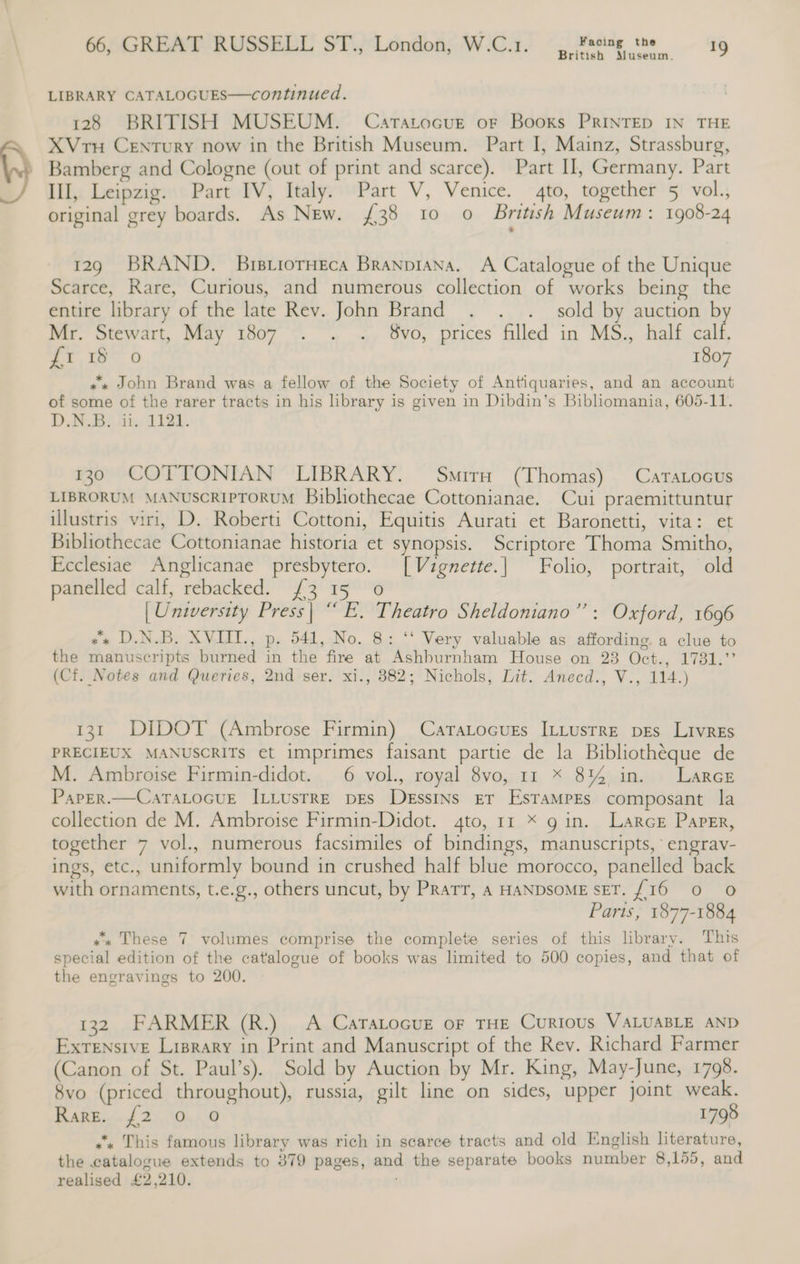 66, GREAT RUSSELL ST., London, W.C.1. Facing the British Museum. 19
LIBRARY CATALOGUES—continued.
128 BRITISH MUSEUM. Catalogue of Books Printed in the
XVth Century now in the British Museum. Part I, Mainz, Strassburg,
Bamberg and Cologne (out of print and scarce). Part II, Germany. Part
III, Leipzig. Part IV, Italy. Part V, Venice. 4to, together 5 vol.,
original grey boards. As New. £38 10 0 British Museum: 1908-24
129 BRAND. Bibliotheca Brandiana. A Catalogue of the Unique
Scarce, Rare, Curious, and numerous collection of works being the
entire library of the late Rev. John Brand . . . sold by auction by
Mr. Stewart, May 1807 . . . 8vo, prices filled in MS., half calf.
£1 18 0 1807
⁂ John Brand was a fellow of the Society of Antiquaries, and an account
of some of the rarer tracts in his library is given in Dibdin's Bibliomania, 605-11.
D.N.B. ii. 1121.
130 COTTONIAN LIBRARY. Smith (Thomas) Catalogus
librorum manuscriptorum Bibliothecae Cottonianae. Cui praemittuntur
illustris viri, D. Roberti Cottoni, Equitis Aurati et Baronetti, vita: et
Bibliothecae Cottonianae historia et synopsis. Scriptore Thoma Smitho,
Ecclesiae Anglicanae presbytero. [Vignette.] Folio, portrait, old
panelled calf, rebacked. £3 15 0
[University Press] “E. Theatro Sheldoniano”: Oxford, 1696
⁂ D.N.B. XVIII., p. 541, No. 8: “Very valuable as affording a clue to
the manuscripts burned in the fire at Ashburnham House on 23 Oct., 1731.”
(Cf. Notes and Queries, 2nd ser. xi., 382; Nichols, Lit. Anecd., V., 114.)
131 DIDOT (Ambrose Firmin) Catalogues Illustre des Livres
precieux manuscrits et imprimes faisant partie de la Bibliothèque de
M. Ambroise Firmin-didot. 6 vol., royal 8vo, 11 × 8¼ in. Large
Paper.—Catalogue Illustre des Dessins et Estampes composant la
collection de M. Ambroise Firmin-Didot. 4to, 11 × 9 in. Large Paper,
together 7 vol., numerous facsimiles of bindings, manuscripts, engrav-
ings, etc., uniformly bound in crushed half blue morocco, panelled back
with ornaments, t.e.g., others uncut, by Pratt, a handsome set. £16 0 0
Paris, 1877-1884
⁂ These 7 volumes comprise the complete series of this library. This
special edition of the catalogue of books was limited to 500 copies, and that of
the engravings to 200.
132 FARMER (R.) A Catalogue of the Curious Valuable and
Extensive Library in Print and Manuscript of the Rev. Richard Farmer
(Canon of St. Paul's). Sold by Auction by Mr. King, May-June, 1798.
8vo (priced throughout), russia, gilt line on sides, upper joint weak.
Rare. £2 0 0 1798
⁂ This famous library was rich in scarce tracts and old English literature,
the catalogue extends to 379 pages, and the separate books number 8,155, and
realised £2,210.